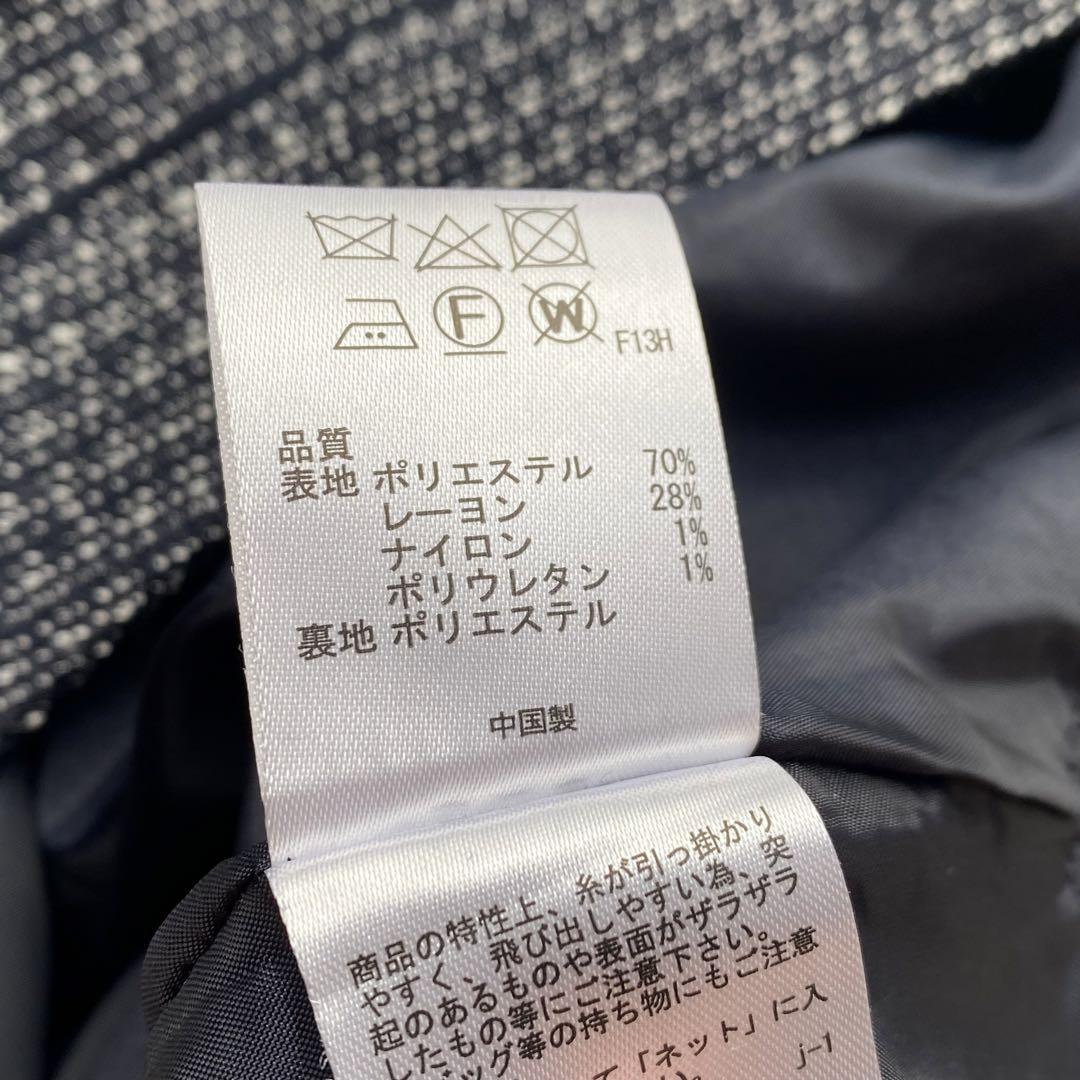 F
W
F13H
品質
表地 ポリエステル 70%
レーヨン 28%
ナイロン 1%
ポリウレタン 1%
裏地 ポリエステル
中国製
商品の特性上、糸が引っ掛かり
やすく、飛び出しやすい為、突
起のあるものや表面がザラザラ
したもの等にご注意下さい。
ッグ等の持ち物にもご注意
て「ネット」に入
い。
j-1